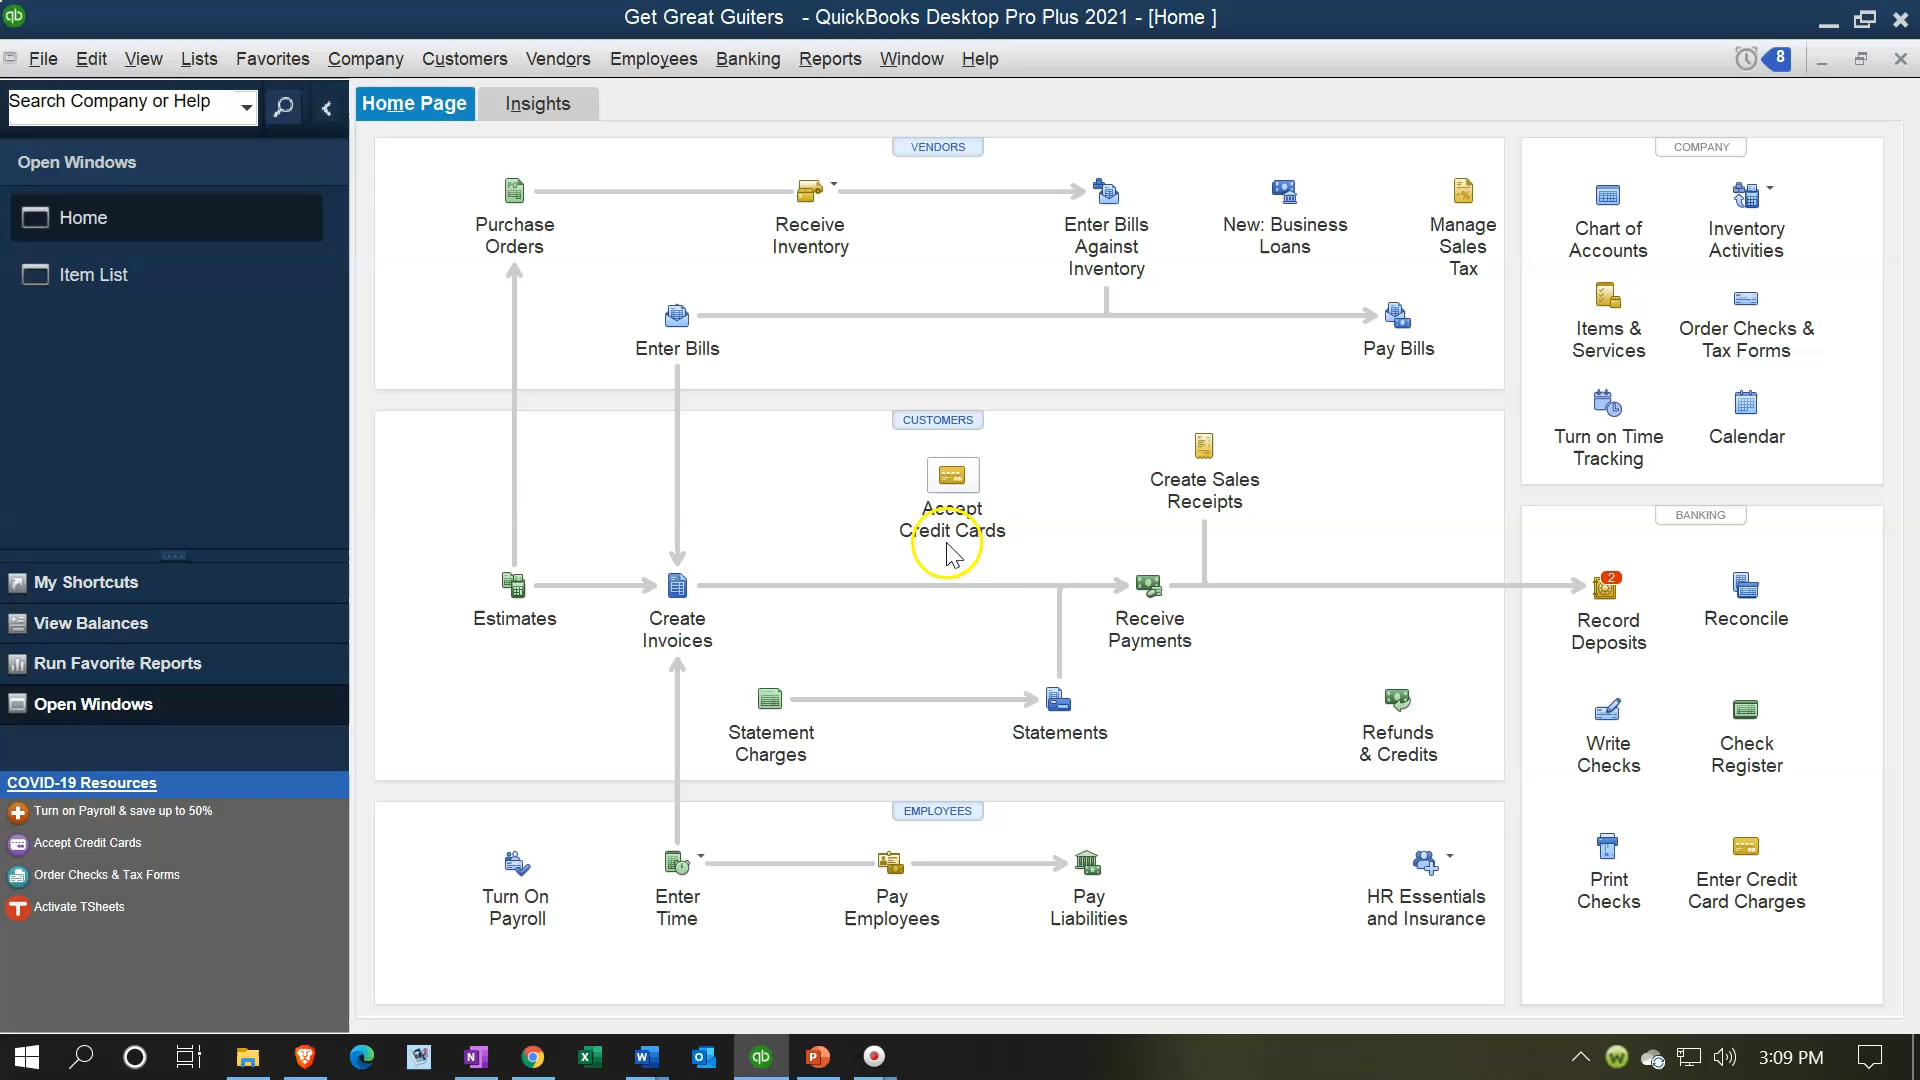 qb
Get Great Guiters - QuickBooks Desktop Pro Plus 2021 - [Home ]
File Edit View Lists Favorites Company Customers Vendors Employees Banking Reports Window Help
8
Search Company or Help
Open Windows
Home
Item List
My Shortcuts
View Balances
Run Favorite Reports
Open Windows
COVID-19 Resources
Turn on Payroll & save up to 50%
Accept Credit Cards
Order Checks & Tax Forms
Activate TSheets
Home Page
Insights
VENDORS
Purchase
Orders
Receive
Inventory
Enter Bills
Against
Inventory
New: Business
Loans
Manage
Sales
Tax
Enter Bills
Pay Bills
CUSTOMERS
Accept
Credit Cards
Create Sales
Receipts
Estimates
Create
Invoices
Receive
Payments
Statement
Charges
Statements
Refunds
& Credits
EMPLOYEES
Turn On
Payroll
Enter
Time
Pay
Employees
Pay
Liabilities
HR Essentials
and Insurance
COMPANY
Chart of
Accounts
Inventory
Activities
Items &
Services
Order Checks &
Tax Forms
Turn on Time
Tracking
Calendar
BANKING
2
Record
Deposits
Reconcile
Write
Checks
Check
Register
Print
Checks
Enter Credit
Card Charges
3:09 PM